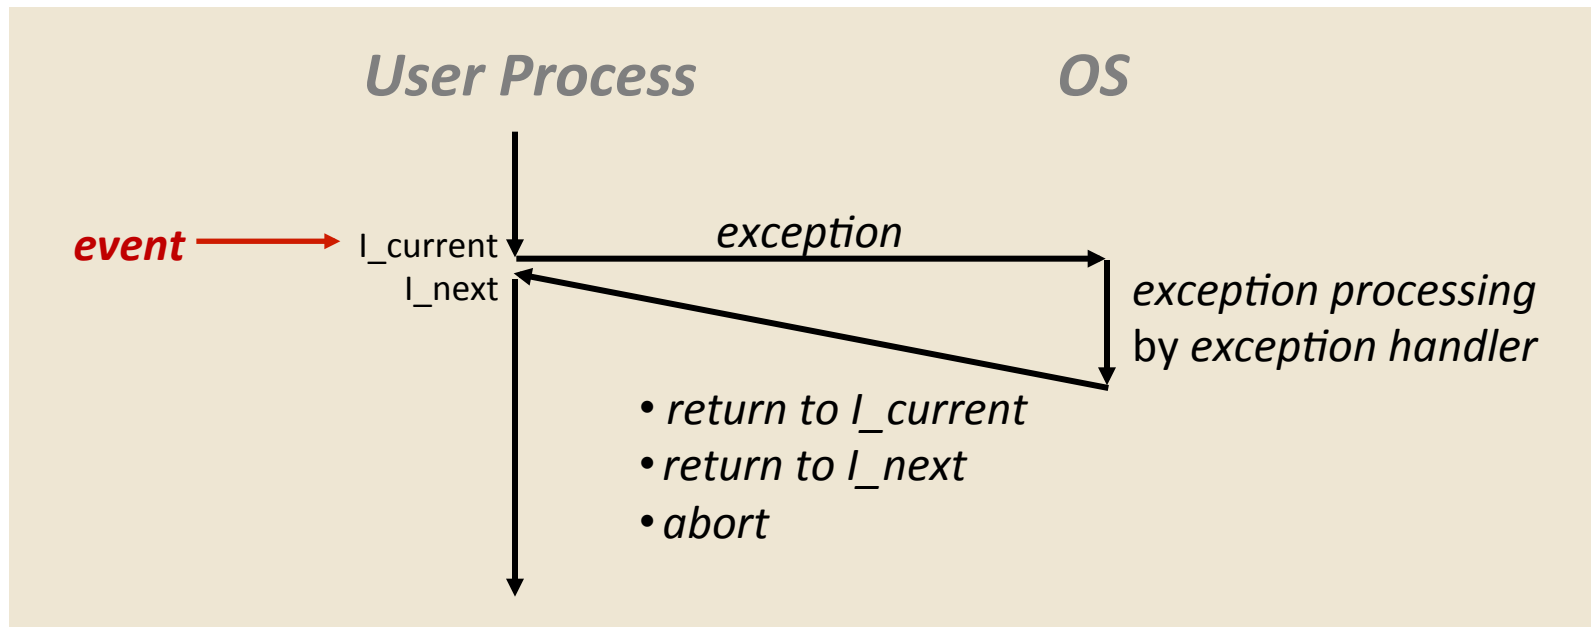 User Process
OS
event
I_current
exception
I_next
exception processing
by exception handler
• return to I_current
• return to I_next
• abort